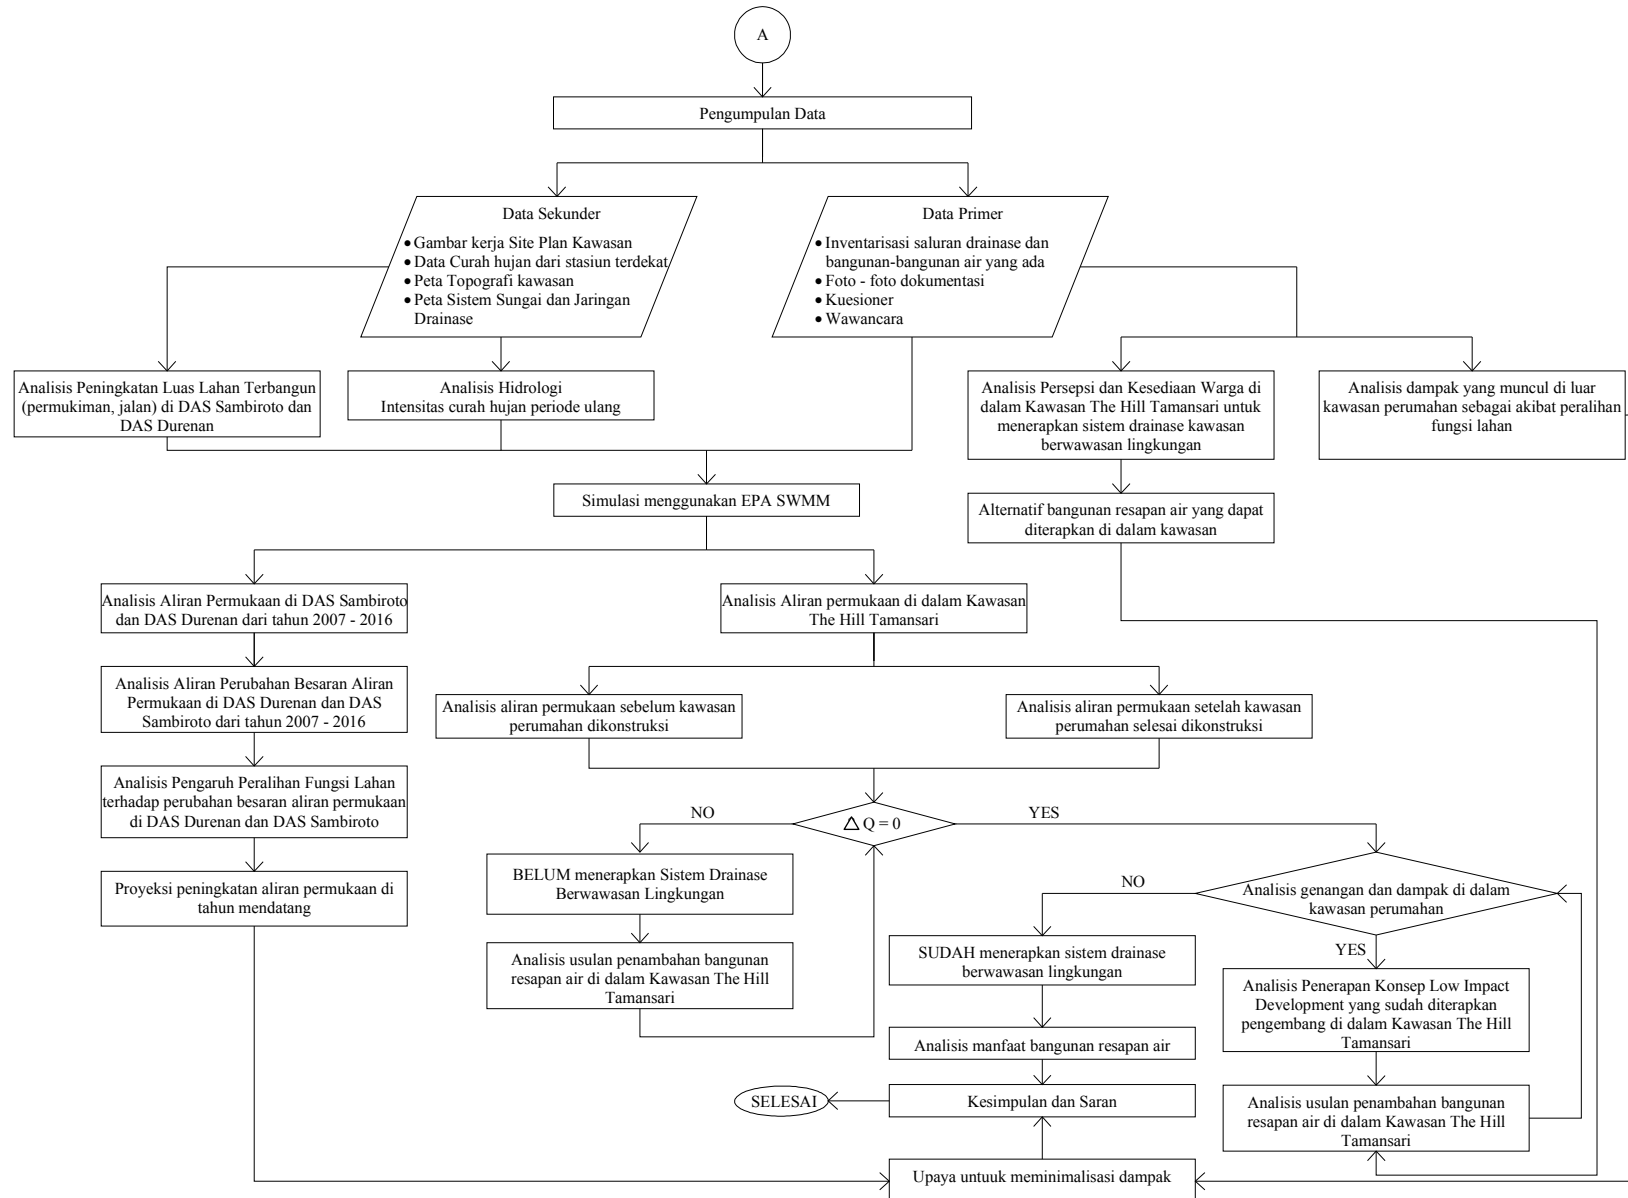 A
Pengumpulan Data
Data Sekunder
• Gambar kerja Site Plan Kawasan
• Data Curah hujan dari stasiun terdekat
• Peta Topografi kawasan
• Peta Sistem Sungai dan Jaringan
Drainase
Data Primer
• Inventarisasi saluran drainase dan
bangunan-bangunan air yang ada
• Foto - foto dokumentasi
• Kuesioner
• Wawancara
Analisis Peningkatan Luas Lahan Terbangun
(permukiman, jalan) di DAS Sambiroto dan
DAS Durenan
Analisis Hidrologi
Intensitas curah hujan periode ulang
Analisis Persepsi dan Kesediaan Warga di
dalam Kawasan The Hill Tamansari untuk
menerapkan sistem drainase kawasan
berwawasan lingkungan
Analisis dampak yang muncul di luar
kawasan perumahan sebagai akibat peralihan
fungsi lahan
Simulasi menggunakan EPA SWMM
Alternatif bangunan resapan air yang dapat
diterapkan di dalam kawasan
Analisis Aliran Permukaan di DAS Sambiroto
dan DAS Durenan dari tahun 2007 - 2016
Analisis Aliran permukaan di dalam Kawasan
The Hill Tamansari
Analisis Aliran Perubahan Besaran Aliran
Permukaan di DAS Durenan dan DAS
Sambiroto dari tahun 2007 - 2016
Analisis aliran permukaan sebelum kawasan
perumahan dikonstruksi
Analisis aliran permukaan setelah kawasan
perumahan selesai dikonstruksi
Analisis Pengaruh Peralihan Fungsi Lahan
terhadap perubahan besaran aliran permukaan
di DAS Durenan dan DAS Sambiroto
NO
△ Q = 0
YES
Proyeksi peningkatan aliran permukaan di
tahun mendatang
BELUM menerapkan Sistem Drainase
Berwawasan Lingkungan
NO
Analisis genangan dan dampak di dalam
kawasan perumahan
YES
Analisis usulan penambahan bangunan
resapan air di dalam Kawasan The Hill
Tamansari
SUDAH menerapkan sistem drainase
berwawasan lingkungan
Analisis Penerapan Konsep Low Impact
Development yang sudah diterapkan
pengembang di dalam Kawasan The Hill
Tamansari
Analisis manfaat bangunan resapan air
SELESAI
Kesimpulan dan Saran
Analisis usulan penambahan bangunan
resapan air di dalam Kawasan The Hill
Tamansari
Upaya untuuk meminimalisasi dampak